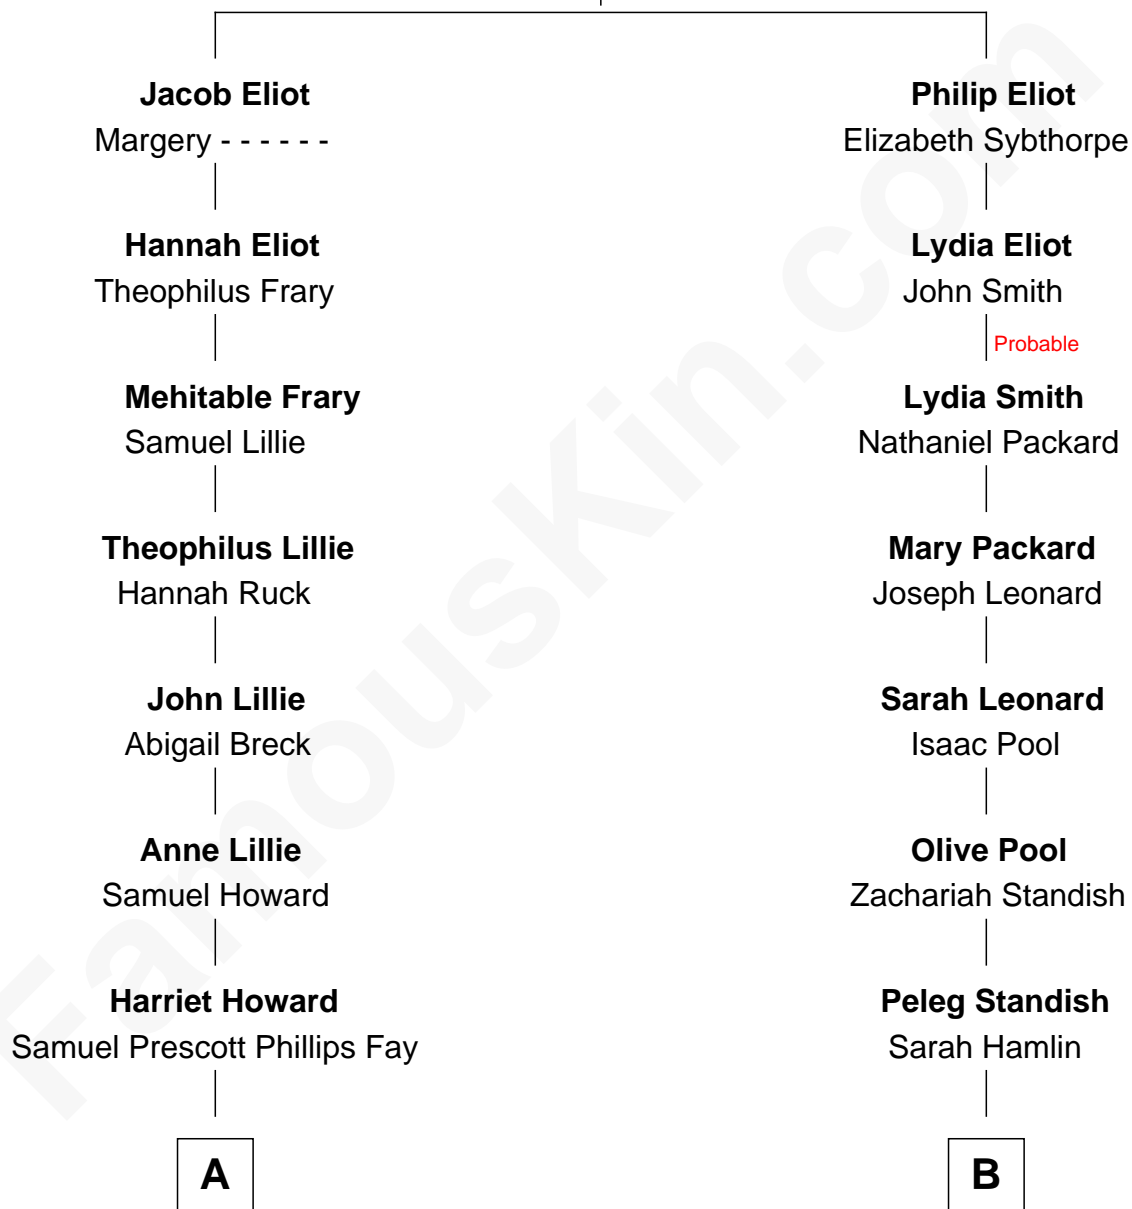 Jacob Eliot
Margery - - - - - -
Hannah Eliot
Theophilus Frary
Mehitable Frary
Samuel Lillie
Theophilus Lillie
Hannah Ruck
John Lillie
Abigail Breck
Anne Lillie
Samuel Howard
Harriet Howard
Samuel Prescott Phillips Fay
A
Philip Eliot
Elizabeth Sybthorpe
Lydia Eliot
John Smith
Probable
Lydia Smith
Nathaniel Packard
Mary Packard
Joseph Leonard
Sarah Leonard
Isaac Pool
Olive Pool
Zachariah Standish
Peleg Standish
Sarah Hamlin
B
FamousKin.com